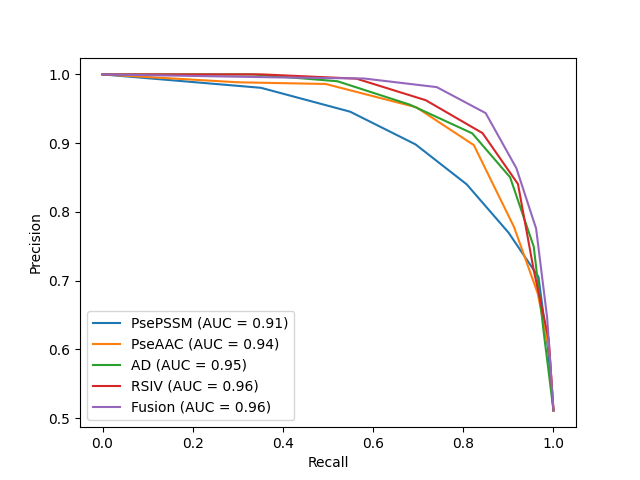 1.0
0.9
0.8
0.7
0.6
0.5
Precision
PsePSSM (AUC = 0.91)
PseAAC (AUC = 0.94)
AD (AUC = 0.95)
RSIV (AUC = 0.96)
Fusion (AUC = 0.96)
0.0 0.2 0.4 0.6 0.8 1.0
Recall